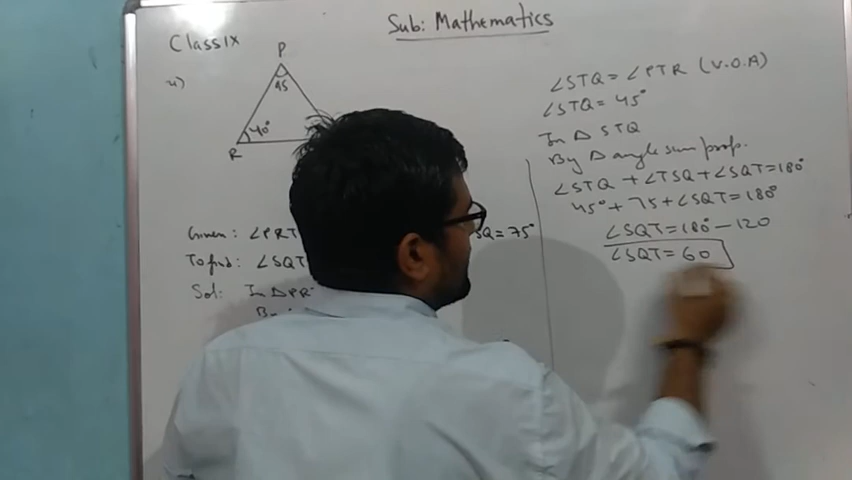 Sub: Mathematics
Class IX
4)
P
95
40°
R
Given: ∠PRT
SQ = 75°
To find: ∠SQT
Sol: In △PR
∠STQ = ∠PTR (V.O.A)
∠STQ = 45°
In △ STQ
By △ angle sum prop.
∠STQ + ∠TSQ + ∠SQT = 180°
45° + 75 + ∠SQT = 180°
∠SQT = 180° - 120
∠SQT = 60